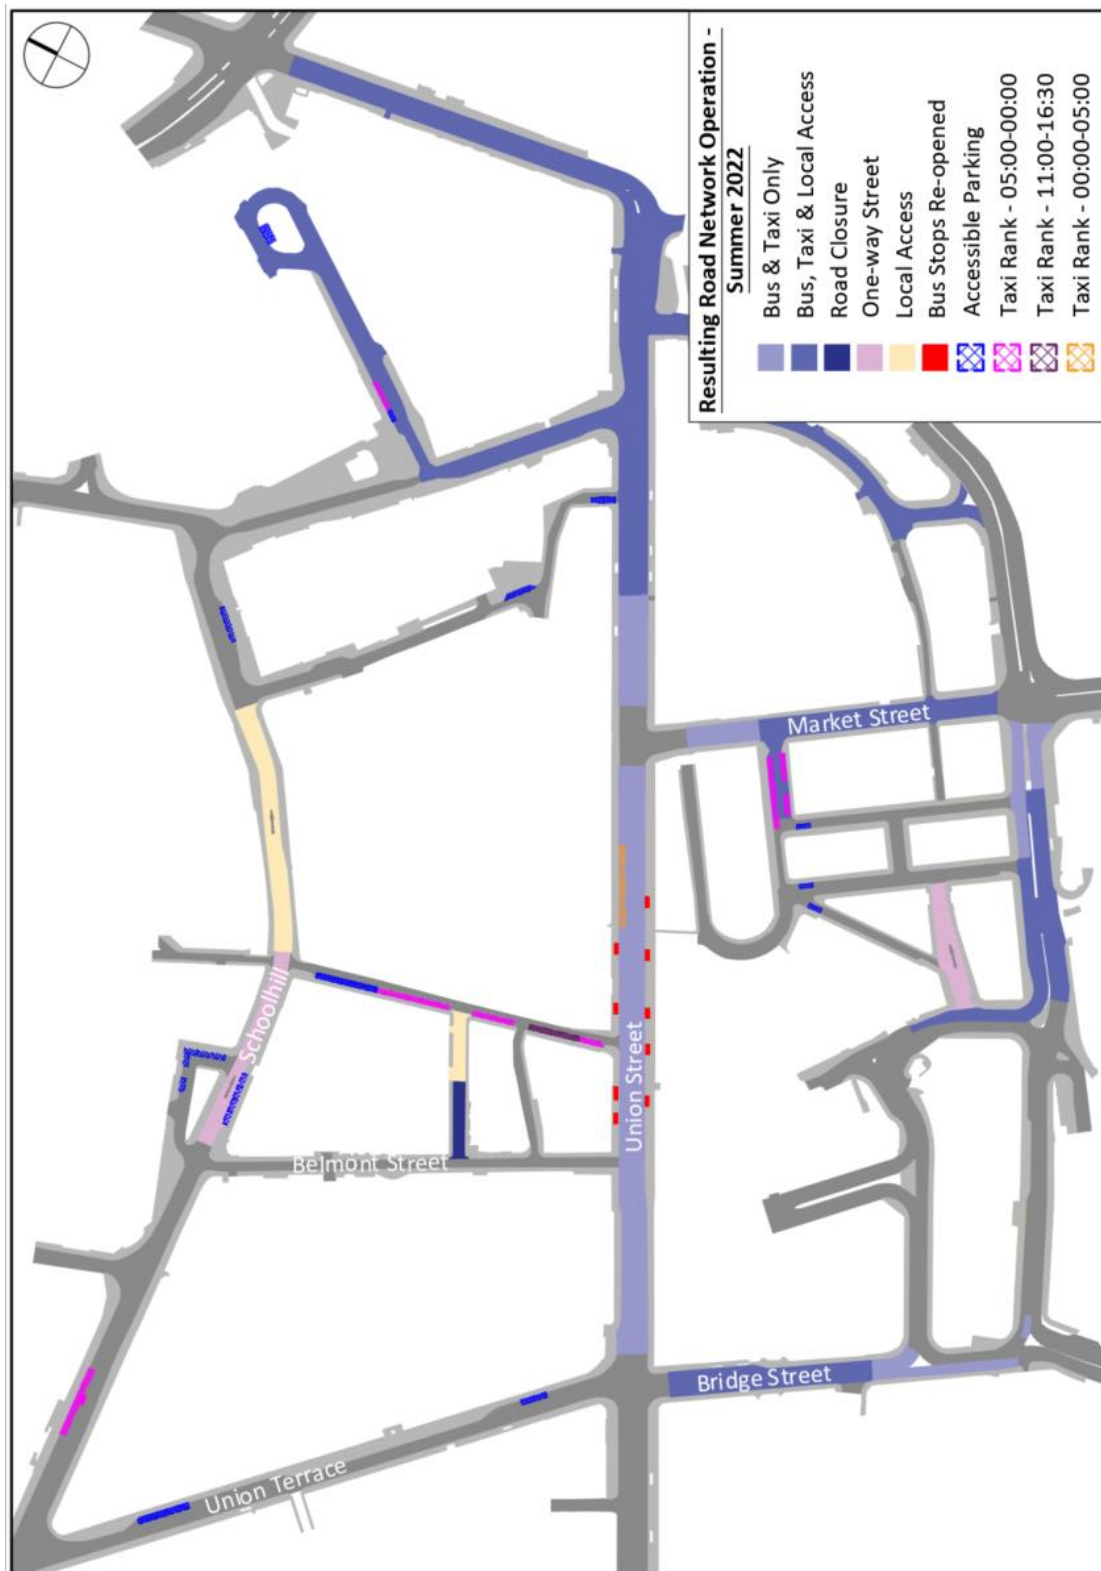 Resulting Road Network Operation -
Summer 2022
Bus & Taxi Only
Bus, Taxi & Local Access
Road Closure
One-way Street
Local Access
Bus Stops Re-opened
Accessible Parking
Taxi Rank - 05:00-00:00
Taxi Rank - 11:00-16:30
Taxi Rank - 00:00-05:00
Market Street
Schoolhill
Union Street
Belmont Street
Bridge Street
Union Terrace